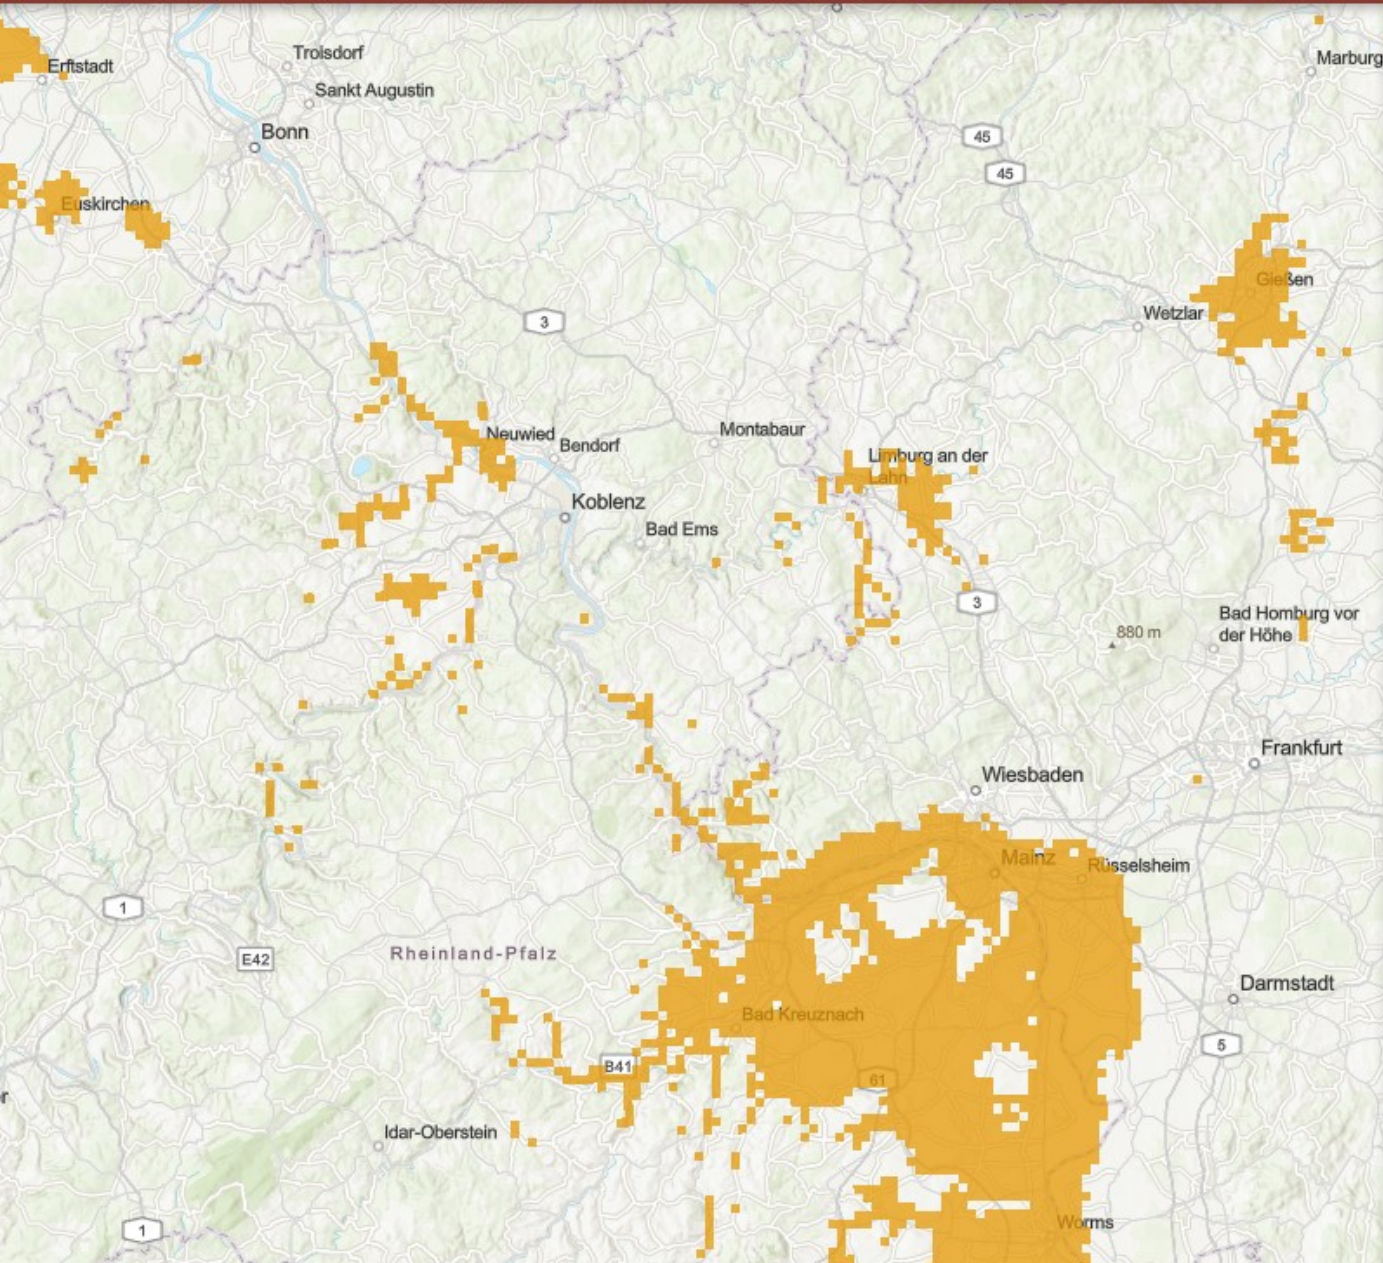 Troisdorf
Marburg
Erftstadt
Sankt Augustin
Bonn
45
45
Euskirchen
Gießen
Wetzlar
3
Neuwied
Bendorf
Montabaur
Limburg an der
Lahn
Koblenz
Bad Ems
3
Bad Homburg vor
der Höhe
880 m
Frankfurt
Wiesbaden
Mainz
Rüsselsheim
1
Rheinland-Pfalz
E42
Darmstadt
Bad Kreuznach
5
B41
61
r
Idar-Oberstein
Worms
1